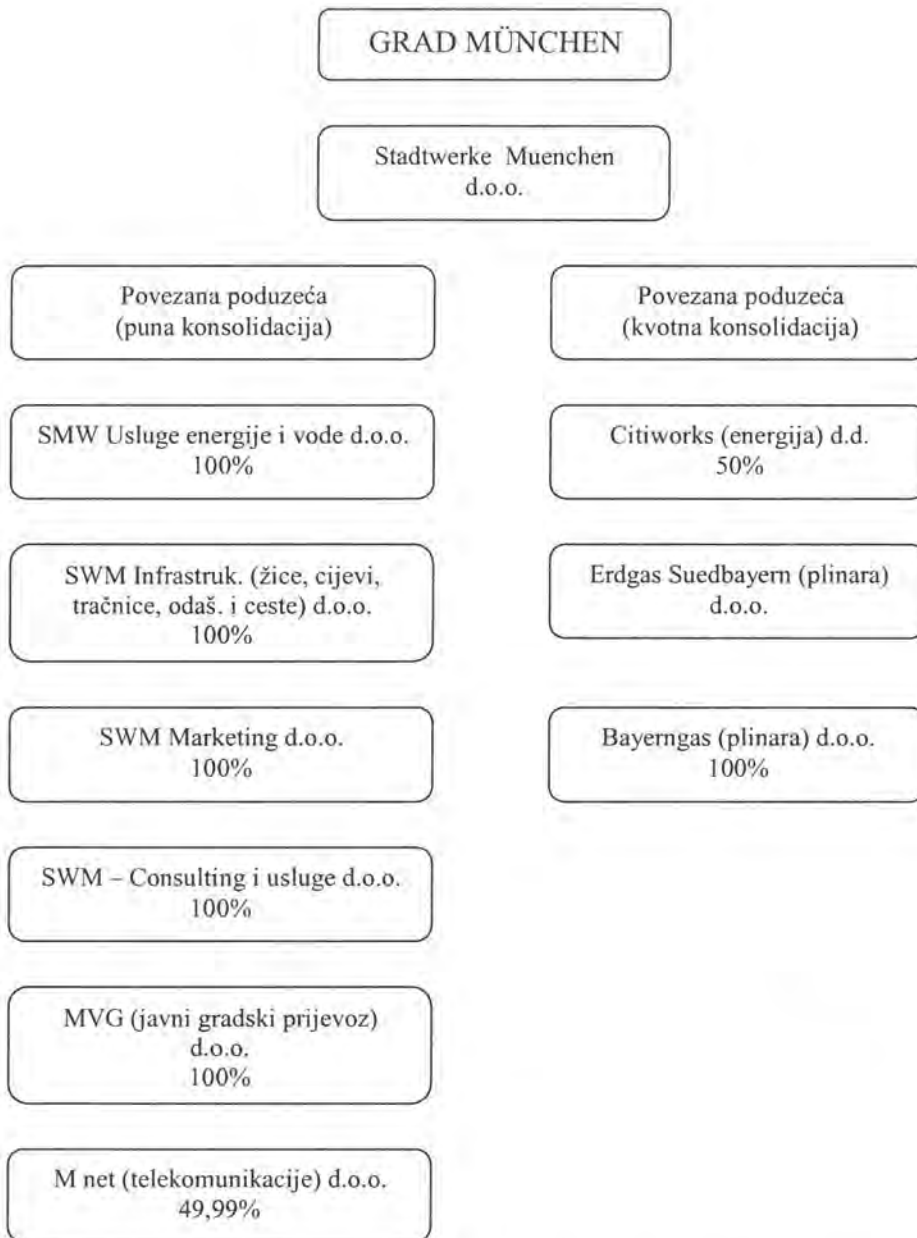 GRAD MÜNCHEN
Stadtwerke Muenchen
d.o.o.
Povezana poduzeća
(puna konsolidacija)
SMW Usluge energije i vode d.o.o.
100%
SWM Infrastruk. (žice, cijevi,
tračnice, odaš. i ceste) d.o.o.
100%
SWM Marketing d.o.o.
100%
SWM – Consulting i usluge d.o.o.
100%
MVG (javni gradski prijevoz)
d.o.o.
100%
M net (telekomunikacije) d.o.o.
49,99%
Povezana poduzeća
(kvotna konsolidacija)
Citiworks (energija) d.d.
50%
Erdgas Suedbayern (plinara)
d.o.o.
Bayerngas (plinara) d.o.o.
100%